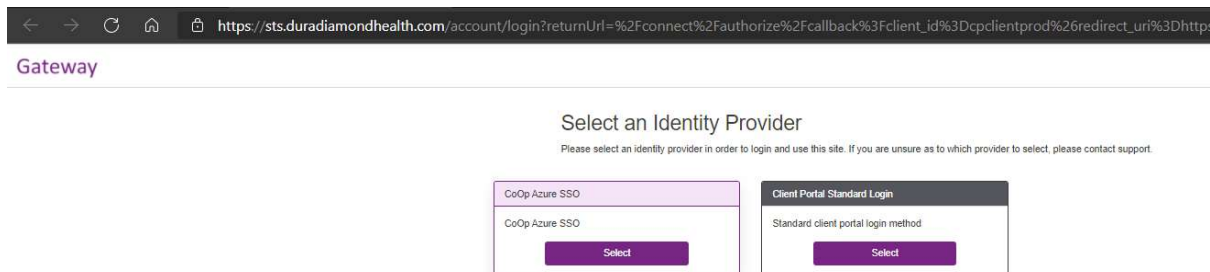 https://sts.duradiamondhealth.com/account/login?returnUrl=%2Fconnect%2Fauthorize%2Fcallback%3Fclient_id%3Dcpclientprod%26redirect_uri%3Dhttps
Gateway
Select an Identity Provider
Please select an identity provider in order to login and use this site. If you are unsure as to which provider to select, please contact support.
CoOp Azure SSO
CoOp Azure SSO
Select
Client Portal Standard Login
Standard client portal login method
Select